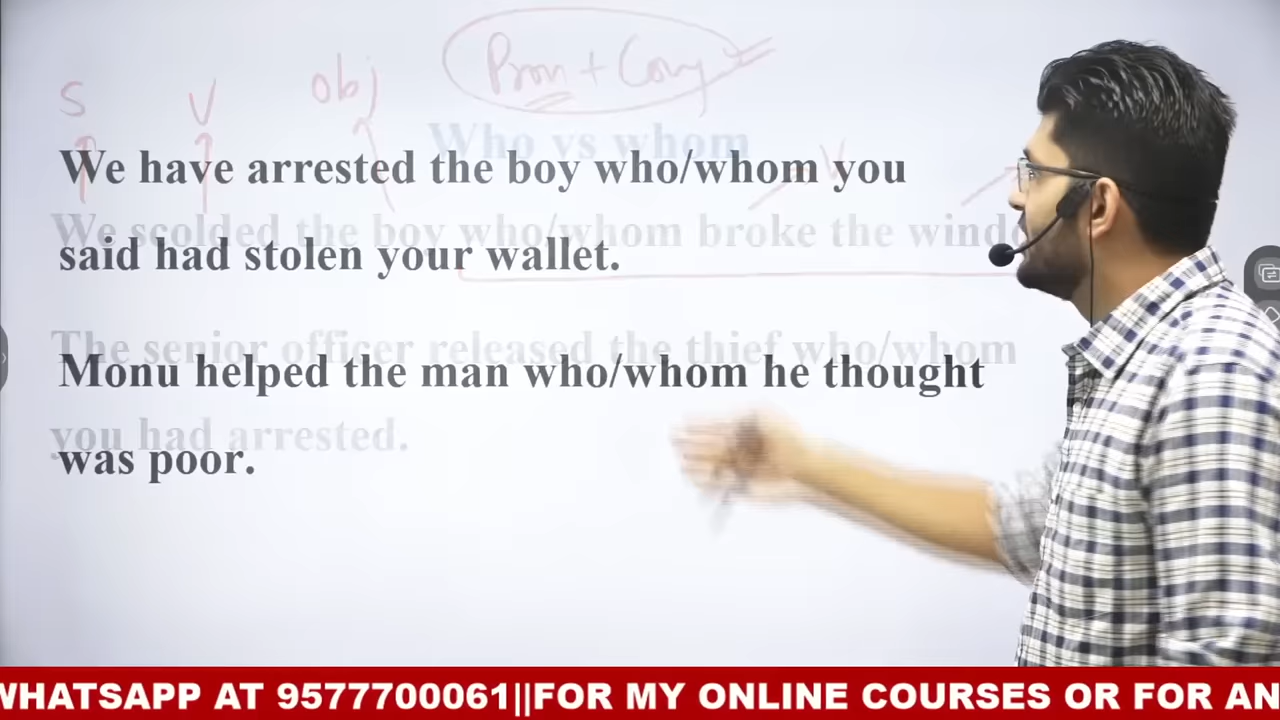 S V obj Pron + Conj
Who vs whom
V
We have arrested the boy who/whom you
We scolded the boy who/whom broke the wind
said had stolen your wallet.
The senior officer released the thief who/whom
Monu helped the man who/whom he thought
you had arrested.
was poor.
WHATSAPP AT 9577700061||FOR MY ONLINE COURSES OR FOR AN